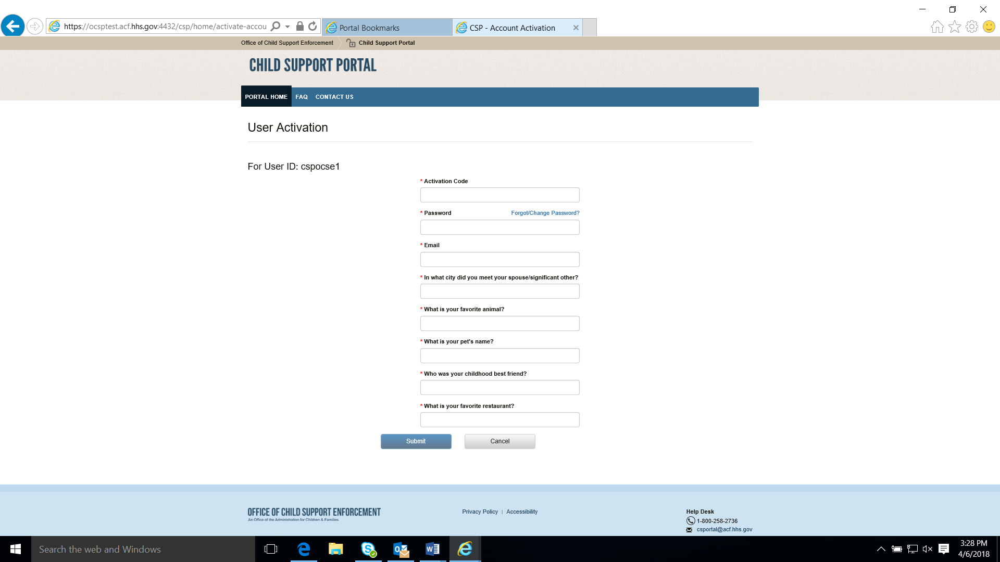 https://ocsptest.acf.hhs.gov:4432/csp/home/activate-accou
Portal Bookmarks
CSP - Account Activation
Office of Child Support Enforcement
Child Support Portal
CHILD SUPPORT PORTAL
PORTAL HOME FAQ CONTACT US
User Activation
For User ID: cspocse1
* Activation Code
* Password Forgot/Change Password?
* Email
* In what city did you meet your spouse/significant other?
* What is your favorite animal?
* What is your pet's name?
* Who was your childhood best friend?
* What is your favorite restaurant?
Submit Cancel
OFFICE OF CHILD SUPPORT ENFORCEMENT
An Office of the Administration for Children & Families
Privacy Policy | Accessibility
Help Desk
1-800-258-2736
csportal@acf.hhs.gov
Search the web and Windows
3:28 PM
4/6/2018